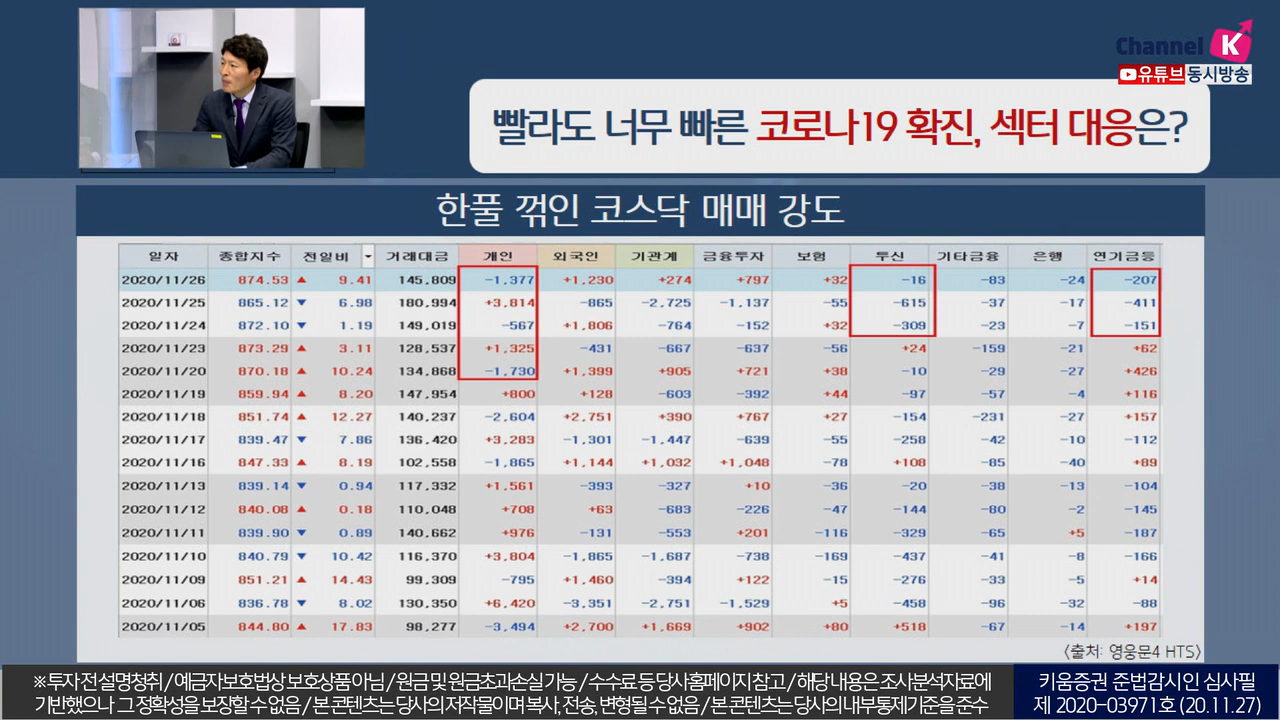 Channel K
유튜브 동시방송
빨라도 너무 빠른 코로나19 확진, 섹터 대응은?
한풀 꺾인 코스닥 매매 강도
일자 종합지수 전일비 거래대금 개인 외국인 기관계 금융투자 보험 투신 기타금융 은행 연기금등
2020/11/26 874.53 ▲ 9.41 145,809 -1,377 +1,230 +274 +797 +32 -16 -83 -24 -207
2020/11/25 865.12 ▼ 6.98 180,994 +3,814 -865 -2,725 -1,137 -55 -615 -37 -17 -411
2020/11/24 872.10 ▼ 1.19 149,019 -567 +1,806 -764 -152 +32 -309 -23 -7 -151
2020/11/23 873.29 ▲ 3.11 128,537 +1,325 -431 -667 -637 -56 +24 -159 -21 +62
2020/11/20 870.18 ▲ 10.24 134,868 -1,730 +1,399 +905 +721 +38 -10 -29 -27 +426
2020/11/19 859.94 ▲ 8.20 147,954 +800 +128 -603 -392 +44 -97 -57 -4 +116
2020/11/18 851.74 ▲ 12.27 140,237 -2,604 +2,751 +390 +767 +27 -154 -231 -27 +157
2020/11/17 839.47 ▼ 7.86 136,420 +3,283 -1,301 -1,447 -639 -55 -258 -42 -10 -112
2020/11/16 847.33 ▲ 8.19 102,558 -1,865 +1,144 +1,032 +1,048 -78 +108 -85 -40 +89
2020/11/13 839.14 ▼ 0.94 117,332 +1,561 -393 -327 +10 -36 -20 -38 -13 -104
2020/11/12 840.08 ▲ 0.18 110,048 +708 +63 -683 -226 -47 -144 -80 -2 -145
2020/11/11 839.90 ▼ 0.89 140,662 +976 -131 -553 +201 -116 -329 -65 +5 -187
2020/11/10 840.79 ▼ 10.42 116,370 +3,804 -1,865 -1,687 -738 -169 -437 -41 -8 -166
2020/11/09 851.21 ▲ 14.43 99,309 -795 +1,460 -394 +122 -15 -276 -33 -5 +14
2020/11/06 836.78 ▼ 8.02 130,350 +6,420 -3,351 -2,751 -1,529 +5 -458 -96 -32 -88
2020/11/05 844.80 ▲ 17.83 98,277 -3,494 +2,700 +1,669 +902 +80 +518 -67 -14 +197
〈출처: 영웅문4 HTS〉
※ 투자 전 설명청취 / 예금자보호법상 보호상품 아님 / 원금 및 원금초과손실 가능 / 수수료 등 당사홈페이지 참고 / 해당 내용은 조사분석자료에
기반했으나 그 정확성을 보장할 수 없음 / 본 콘텐츠는 당사의 저작물이며 복사, 전송, 변형될 수 없음 / 본 콘텐츠는 당사의 내부통제기준을 준수
키움증권 준법감시인 심사필
제 2020-03971호 (20.11.27)